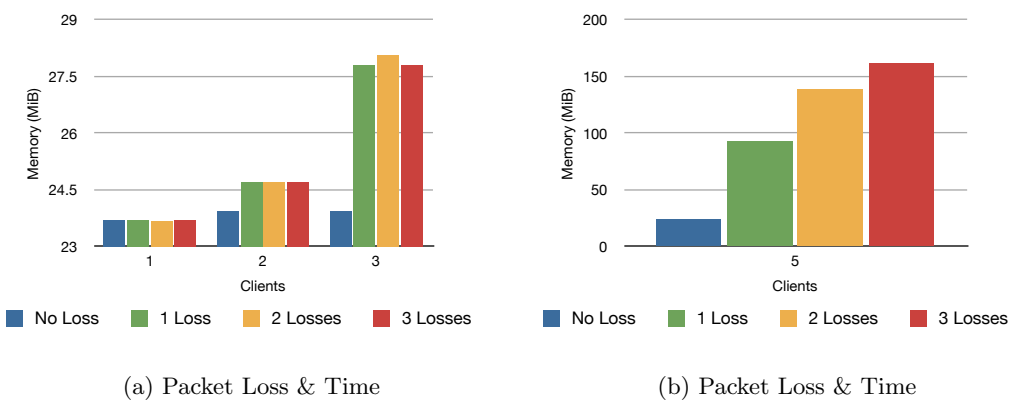 29
27.5
26
24.5
23
Memory (MiB)
1 2 3
Clients
No Loss 1 Loss 2 Losses 3 Losses
(a) Packet Loss & Time
200
150
100
50
0
Memory (MiB)
5
Clients
No Loss 1 Loss 2 Losses 3 Losses
(b) Packet Loss & Time